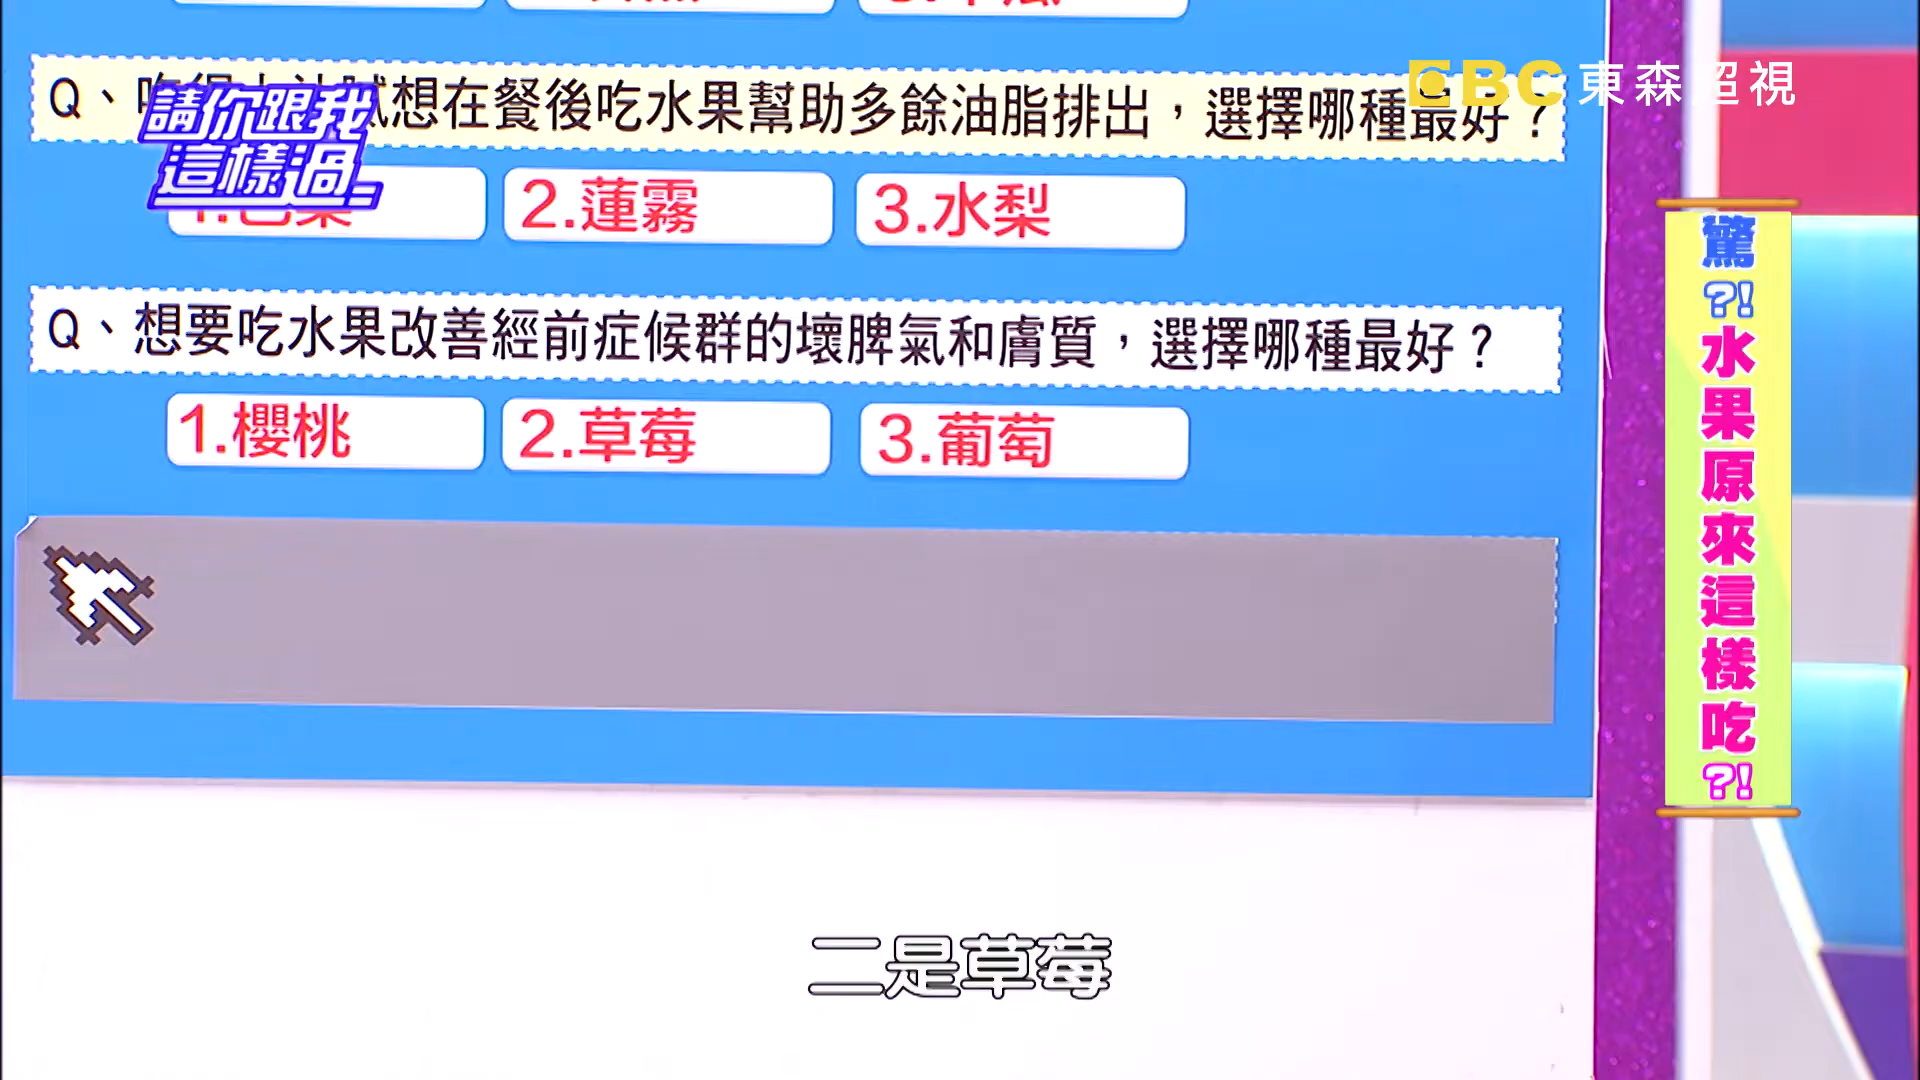 EBC 東森超視
請你跟我
這樣過
想在餐後吃水果幫助多餘油脂排出，選擇哪種最好？
2.蓮霧
3.水梨
Q、想要吃水果改善經前症候群的壞脾氣和膚質，選擇哪種最好？
1.櫻桃
2.草莓
3.葡萄
驚?!水果原來這樣吃?!
二是草莓